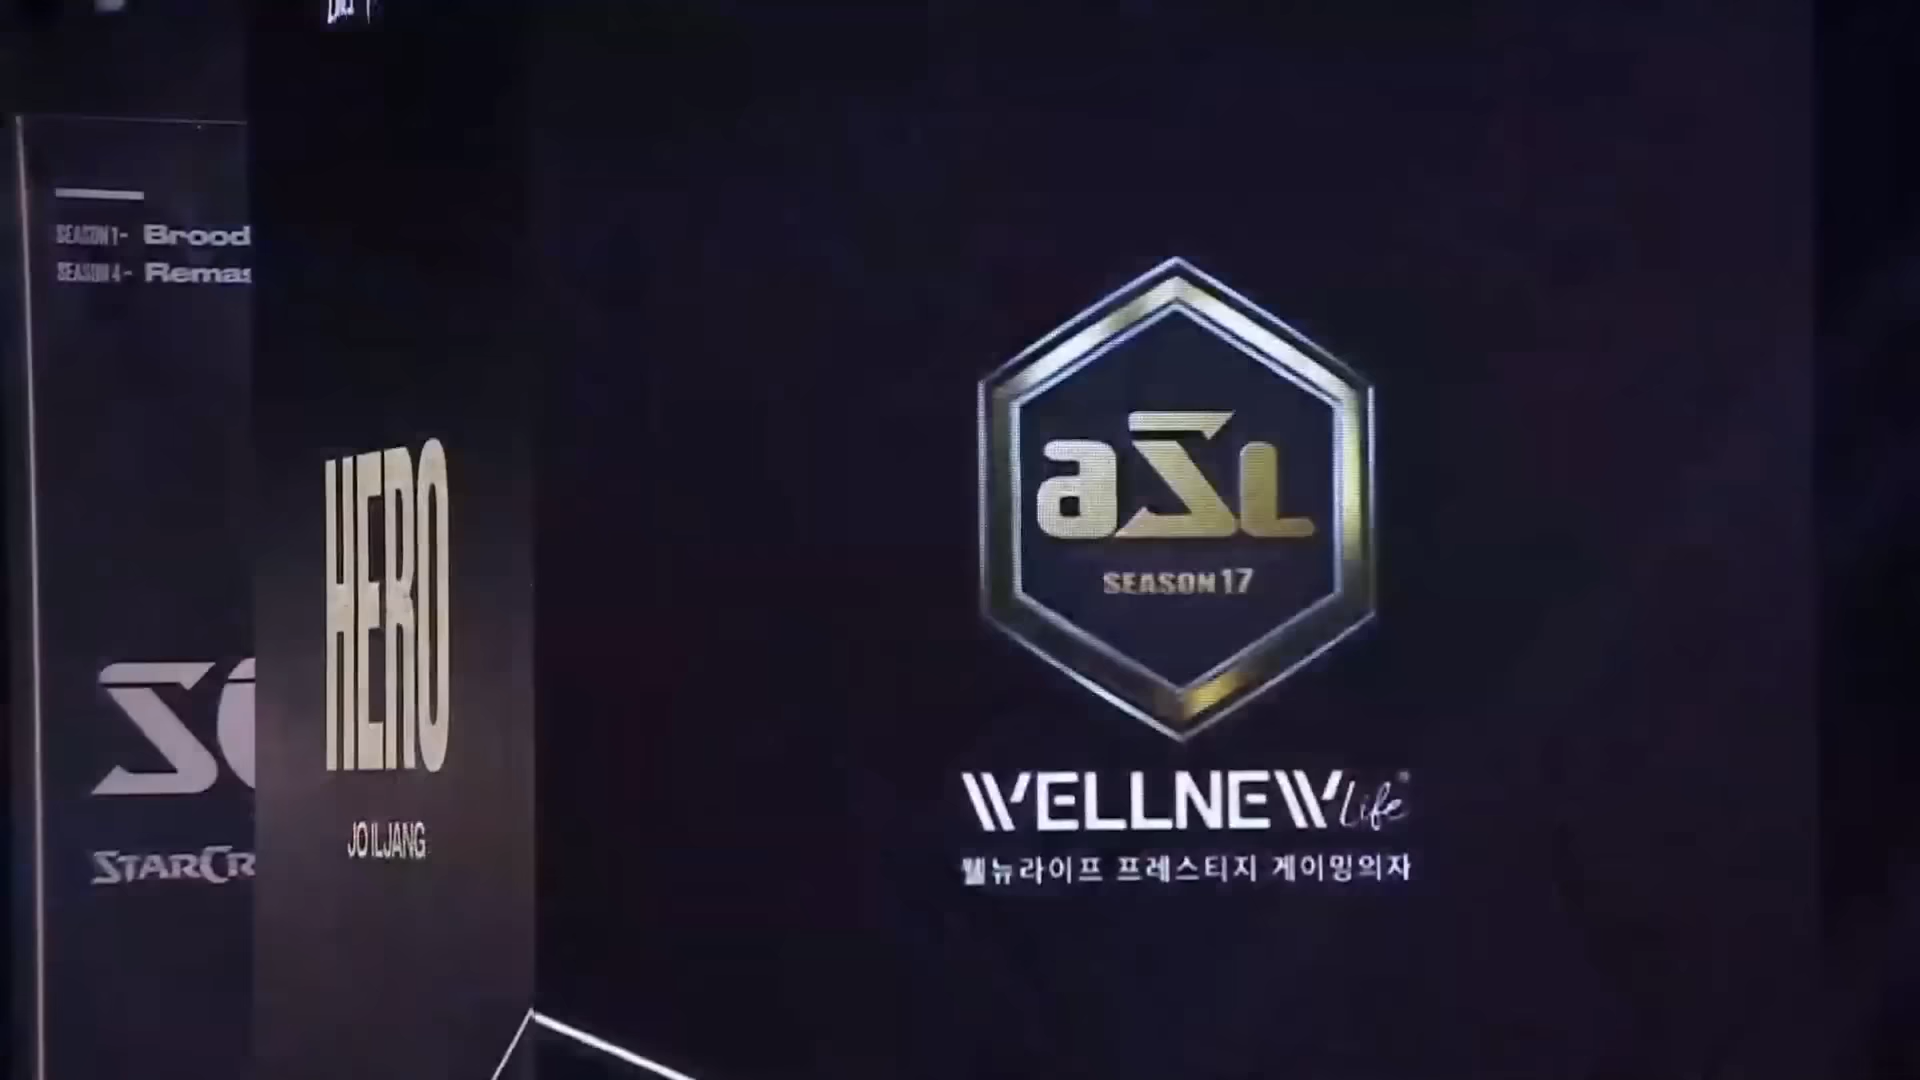 SEASON 1- Brood
SEASON 4- Remas
STARCR
HERO
JO ILJANG
aSL
SEASON 17
WELLNEW Life
웰뉴라이프 프레스티지 게이밍의자